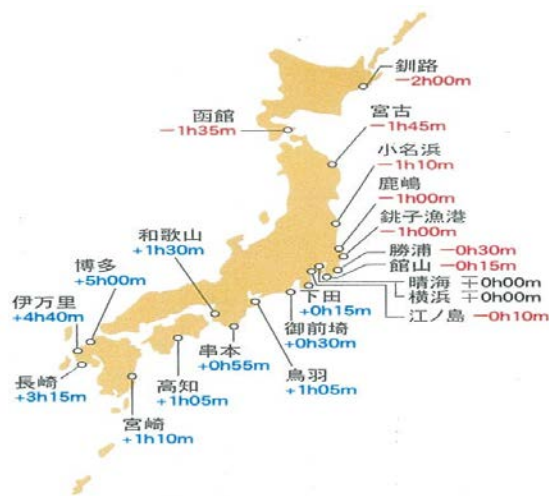 釧路
−2h00m
函館
−1h35m
宮古
−1h45m
小名浜
−1h10m
鹿嶋
−1h00m
銚子漁港
−1h00m
勝浦 −0h30m
館山 −0h15m
晴海 ∓0h00m
横浜 ∓0h00m
江ノ島 −0h10m
下田
+0h15m
御前埼
+0h30m
鳥羽
+1h05m
和歌山
+1h30m
串本
+0h55m
博多
+5h00m
伊万里
+4h40m
長崎
+3h15m
高知
+1h05m
宮崎
+1h10m